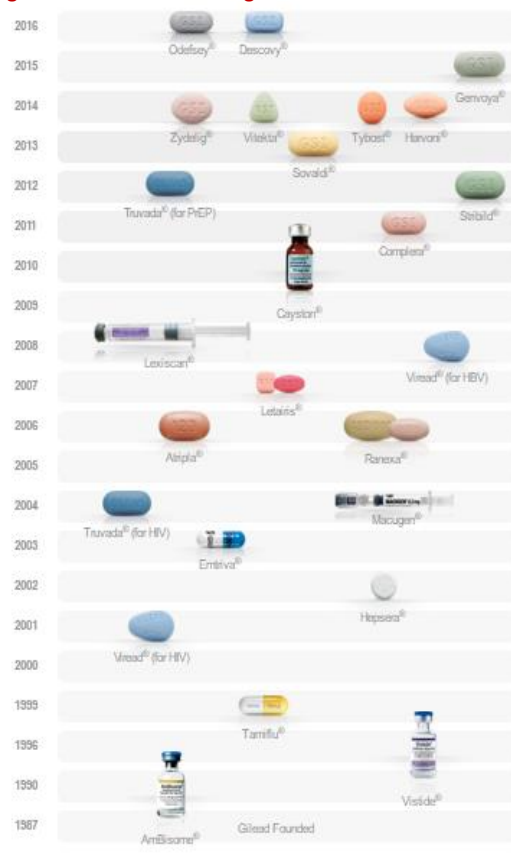 2016
Odefsey® Descovy®
2015
Genvoya®
2014
Zydelig® Vitekta® Tybost® Harvoni®
2013
Sovaldi®
2012
Truvada® (for PrEP) Stribild®
2011
Complera®
2010
Cayston®
2009
2008
Lexiscan® Viread® (for HBV)
2007
Letairis®
2006
Atripla® Ranexa®
2005
2004
Truvada® (for HIV) Macugen®
2003
Emtriva®
2002
Hepsera®
2001
Viread® (for HIV)
2000
1999
Tamiflu®
1996
Vistide®
1990
AmBisome®
1987
Gilead Founded